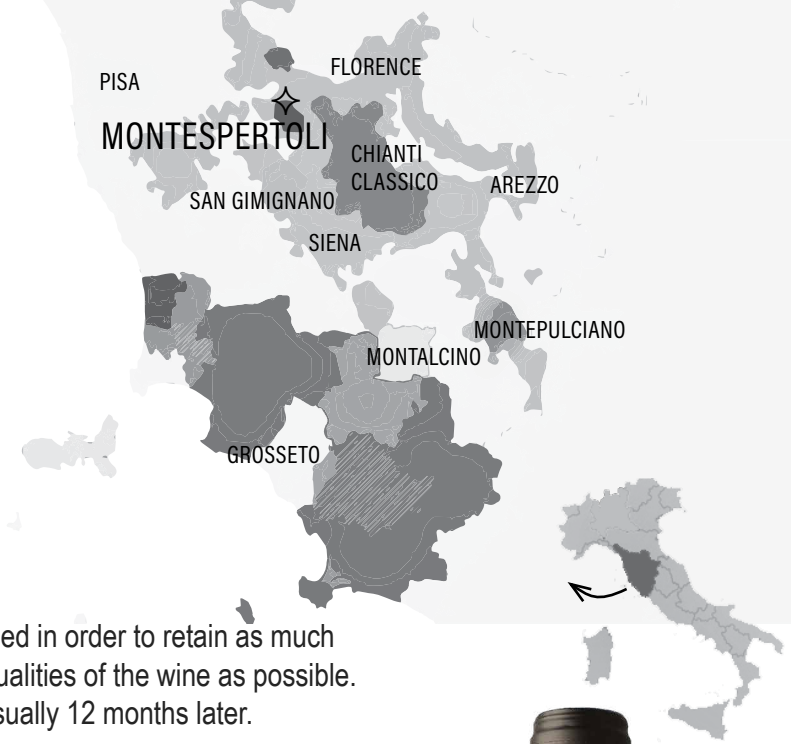 PISA
FLORENCE
MONTESPERTOLI
CHIANTI
CLASSICO
AREZZO
SAN GIMIGNANO
SIENA
MONTEPULCIANO
MONTALCINO
GROSSETO
ed in order to retain as much
ualities of the wine as possible.
sually 12 months later.